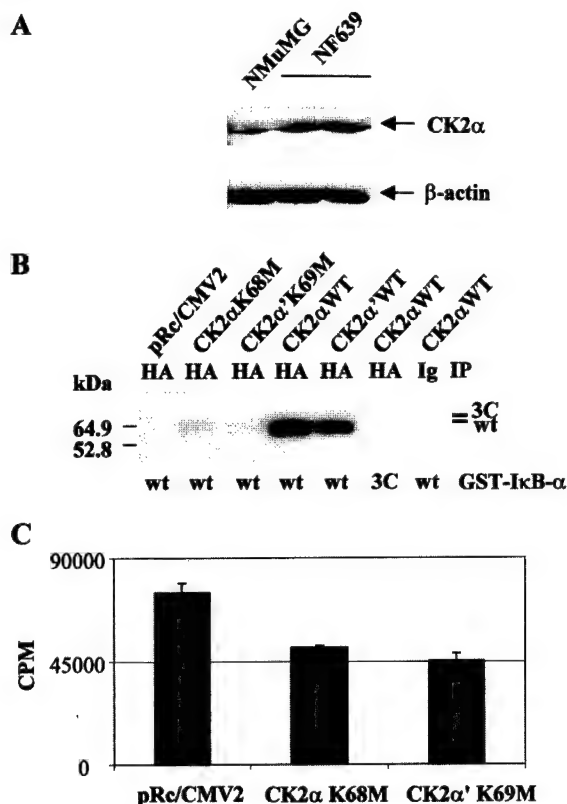 A
NMuMG NF639
CK2α
β-actin
B
pRc/CMV2 CK2αK68M CK2α'K69M CK2αWT CK2α'WT CK2αWT CK2αWT
HA HA HA HA HA HA Ig IP
kDa
3C
64.9 wt
52.8
wt wt wt wt wt 3C wt GST-IκB-α
C
90000
CPM
45000
0
pRc/CMV2 CK2α K68M CK2α' K69M